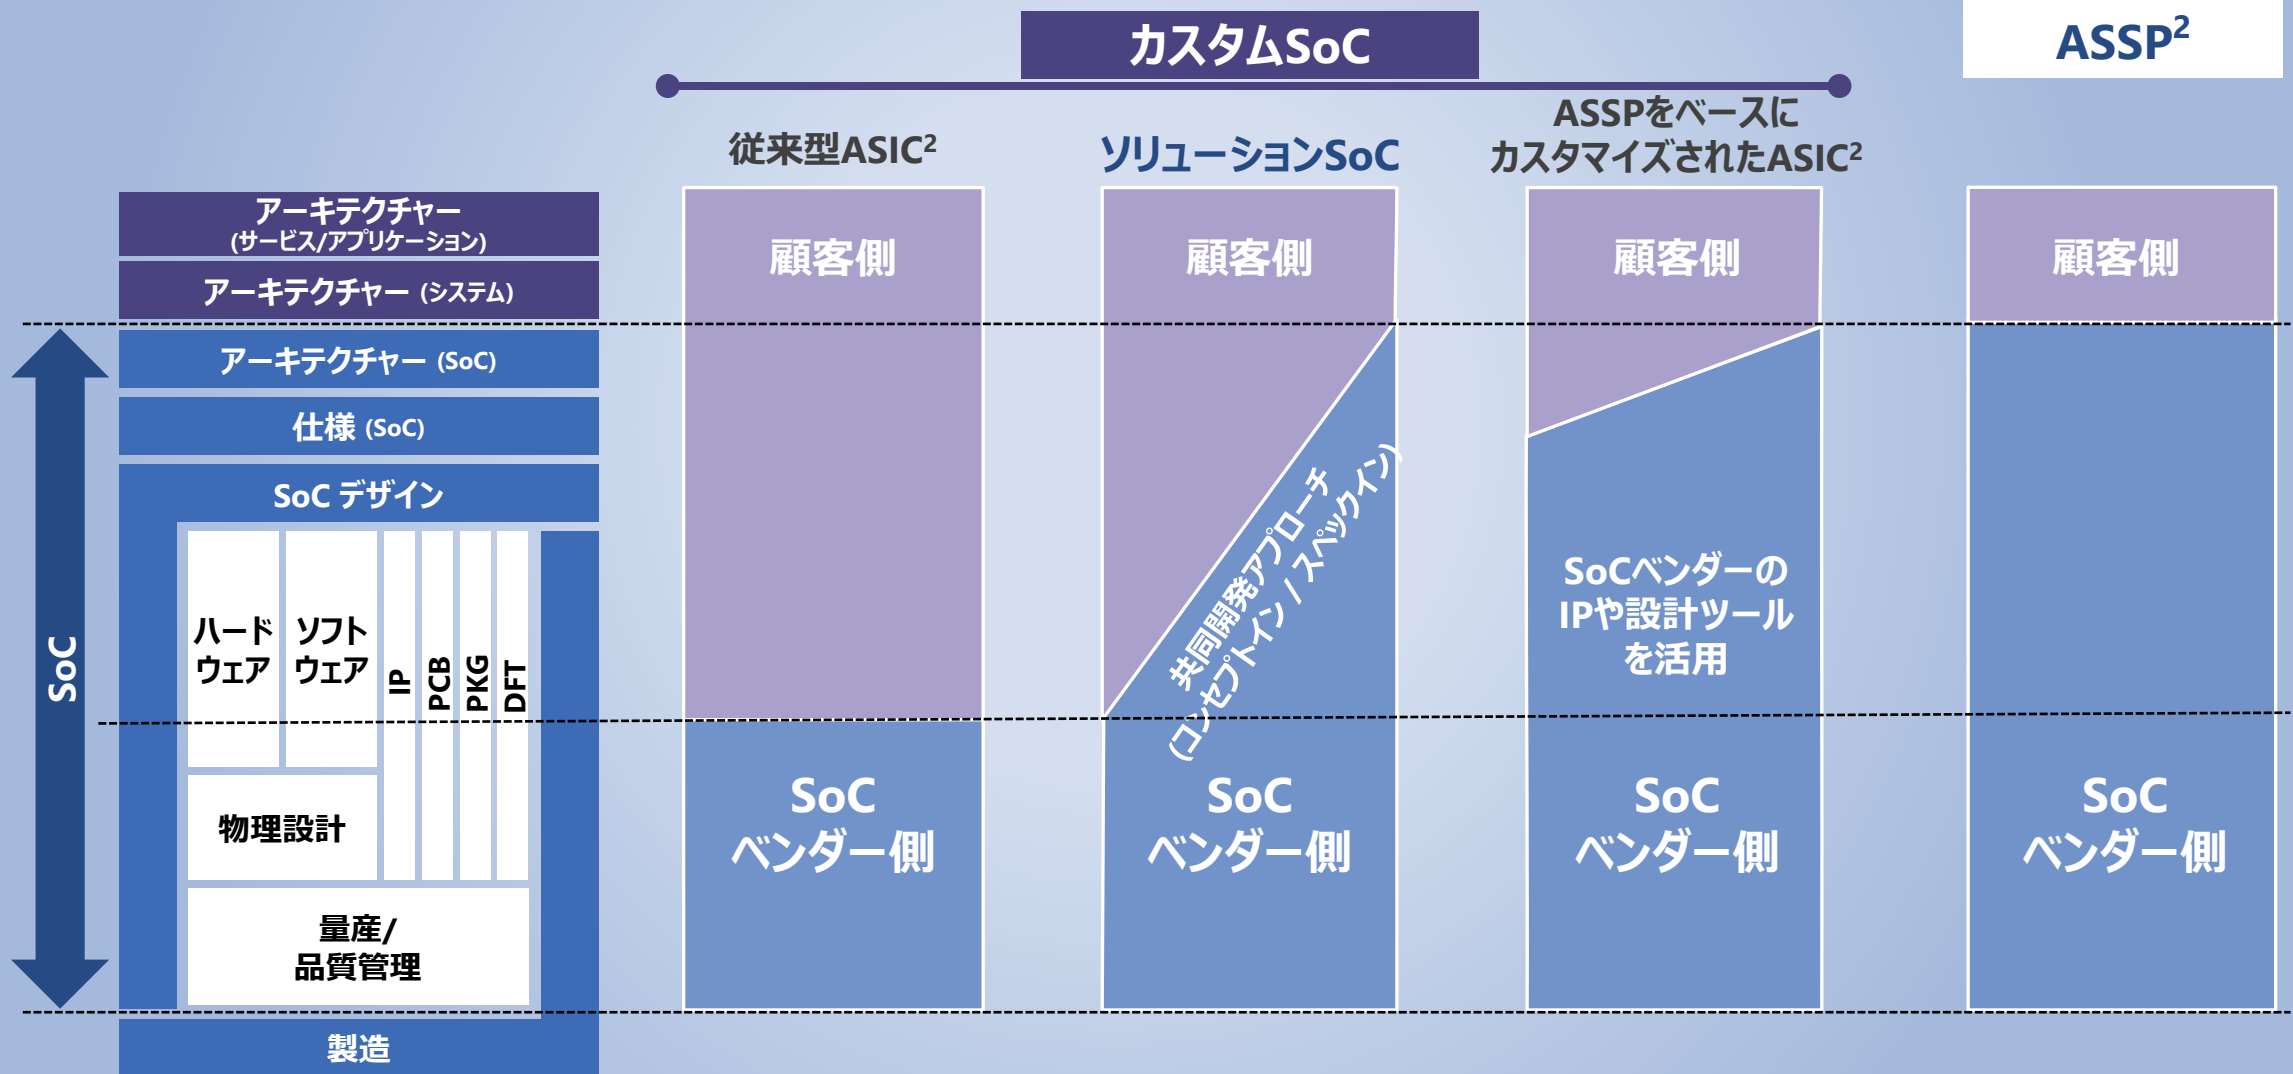 カスタムSoC
ASSP2
従来型ASIC2
ソリューションSoC
ASSPをベースに
カスタマイズされたASIC2
アーキテクチャー
(サービス/アプリケーション)
アーキテクチャー (システム)
アーキテクチャー (SoC)
仕様 (SoC)
SoC デザイン
ハード
ウェア
ソフト
ウェア
IP
PCB
PKG
DFT
物理設計
量産/
品質管理
製造
SoC
顧客側
SoC
ベンダー側
顧客側
共同開発アプローチ
(コンセプトイン / スペックイン)
SoC
ベンダー側
顧客側
SoCベンダーの
IPや設計ツール
を活用
SoC
ベンダー側
顧客側
SoC
ベンダー側